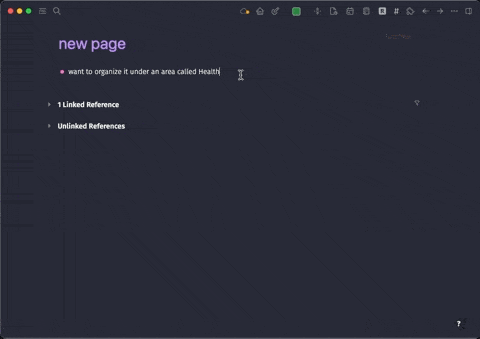 new page
want to organize it under an area called Health
1 Linked Reference
Unlinked References
?